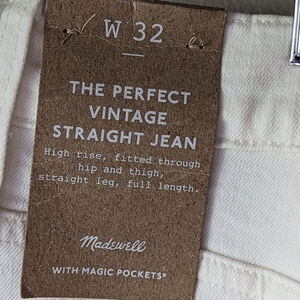 W 32
THE PERFECT
VINTAGE
STRAIGHT JEAN
High rise, fitted through
hip and thigh,
straight leg, full length.
Madewell
WITH MAGIC POCKETS®